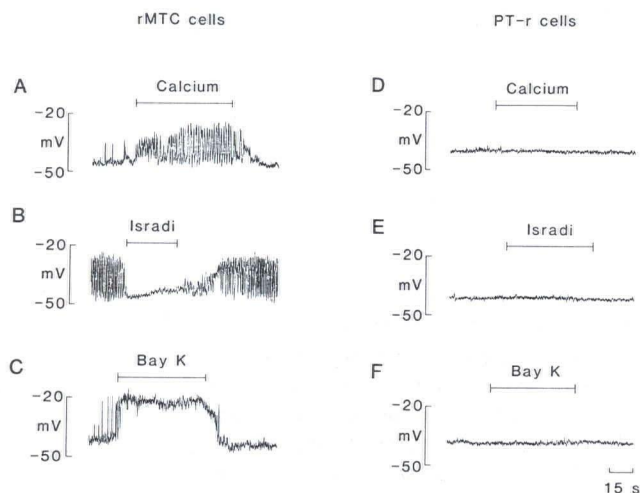 rMTC cells
PT-r cells
A
Calcium
-20
mV
-50
B
Isradi
-20
mV
-50
C
Bay K
-20
mV
-50
D
Calcium
-20
mV
-50
E
Isradi
-20
mV
-50
F
Bay K
-20
mV
-50
15 s